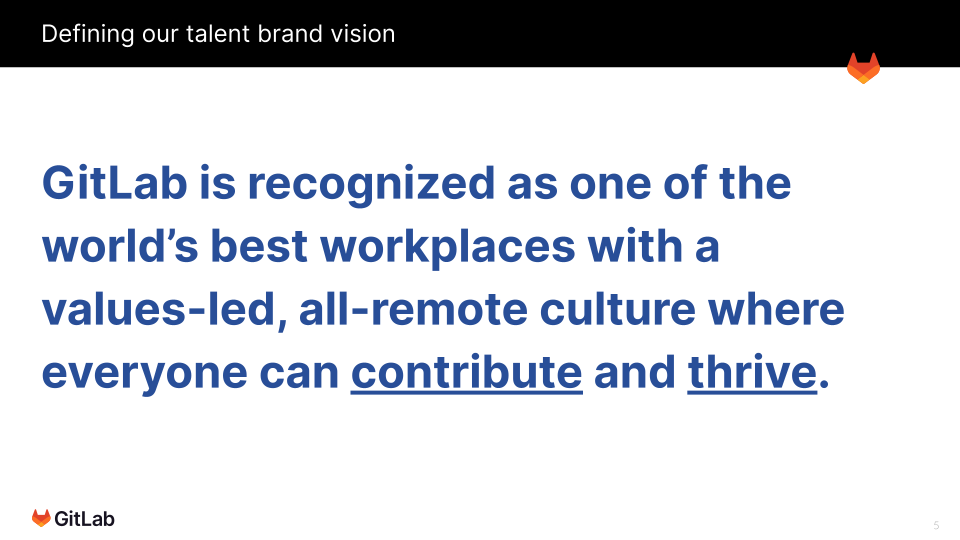 Defining our talent brand vision
GitLab is recognized as one of the
world’s best workplaces with a
values-led, all-remote culture where
everyone can contribute and thrive.
GitLab
5